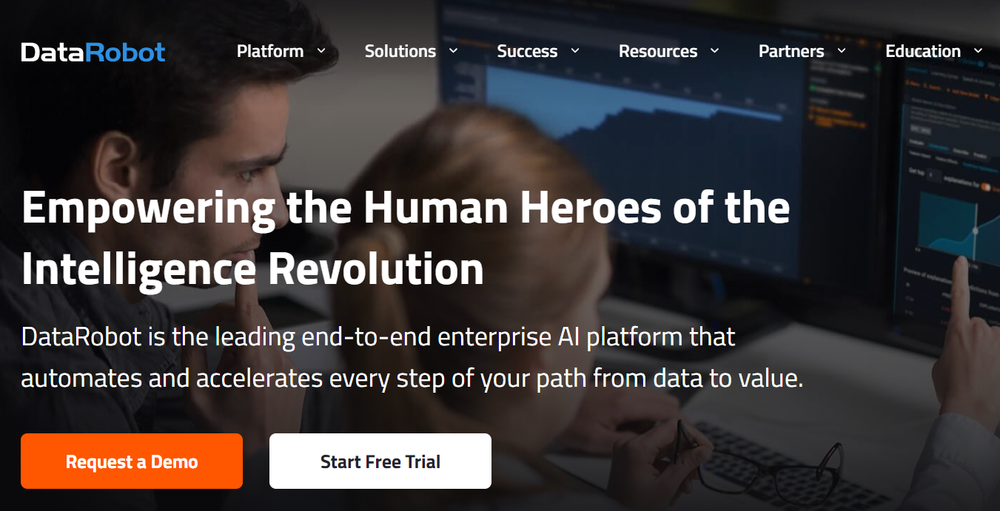 DataRobot
Platform
Solutions
Success
Resources
Partners
Education
Empowering the Human Heroes of the
Intelligence Revolution
DataRobot is the leading end-to-end enterprise AI platform that
automates and accelerates every step of your path from data to value.
Request a Demo
Start Free Trial